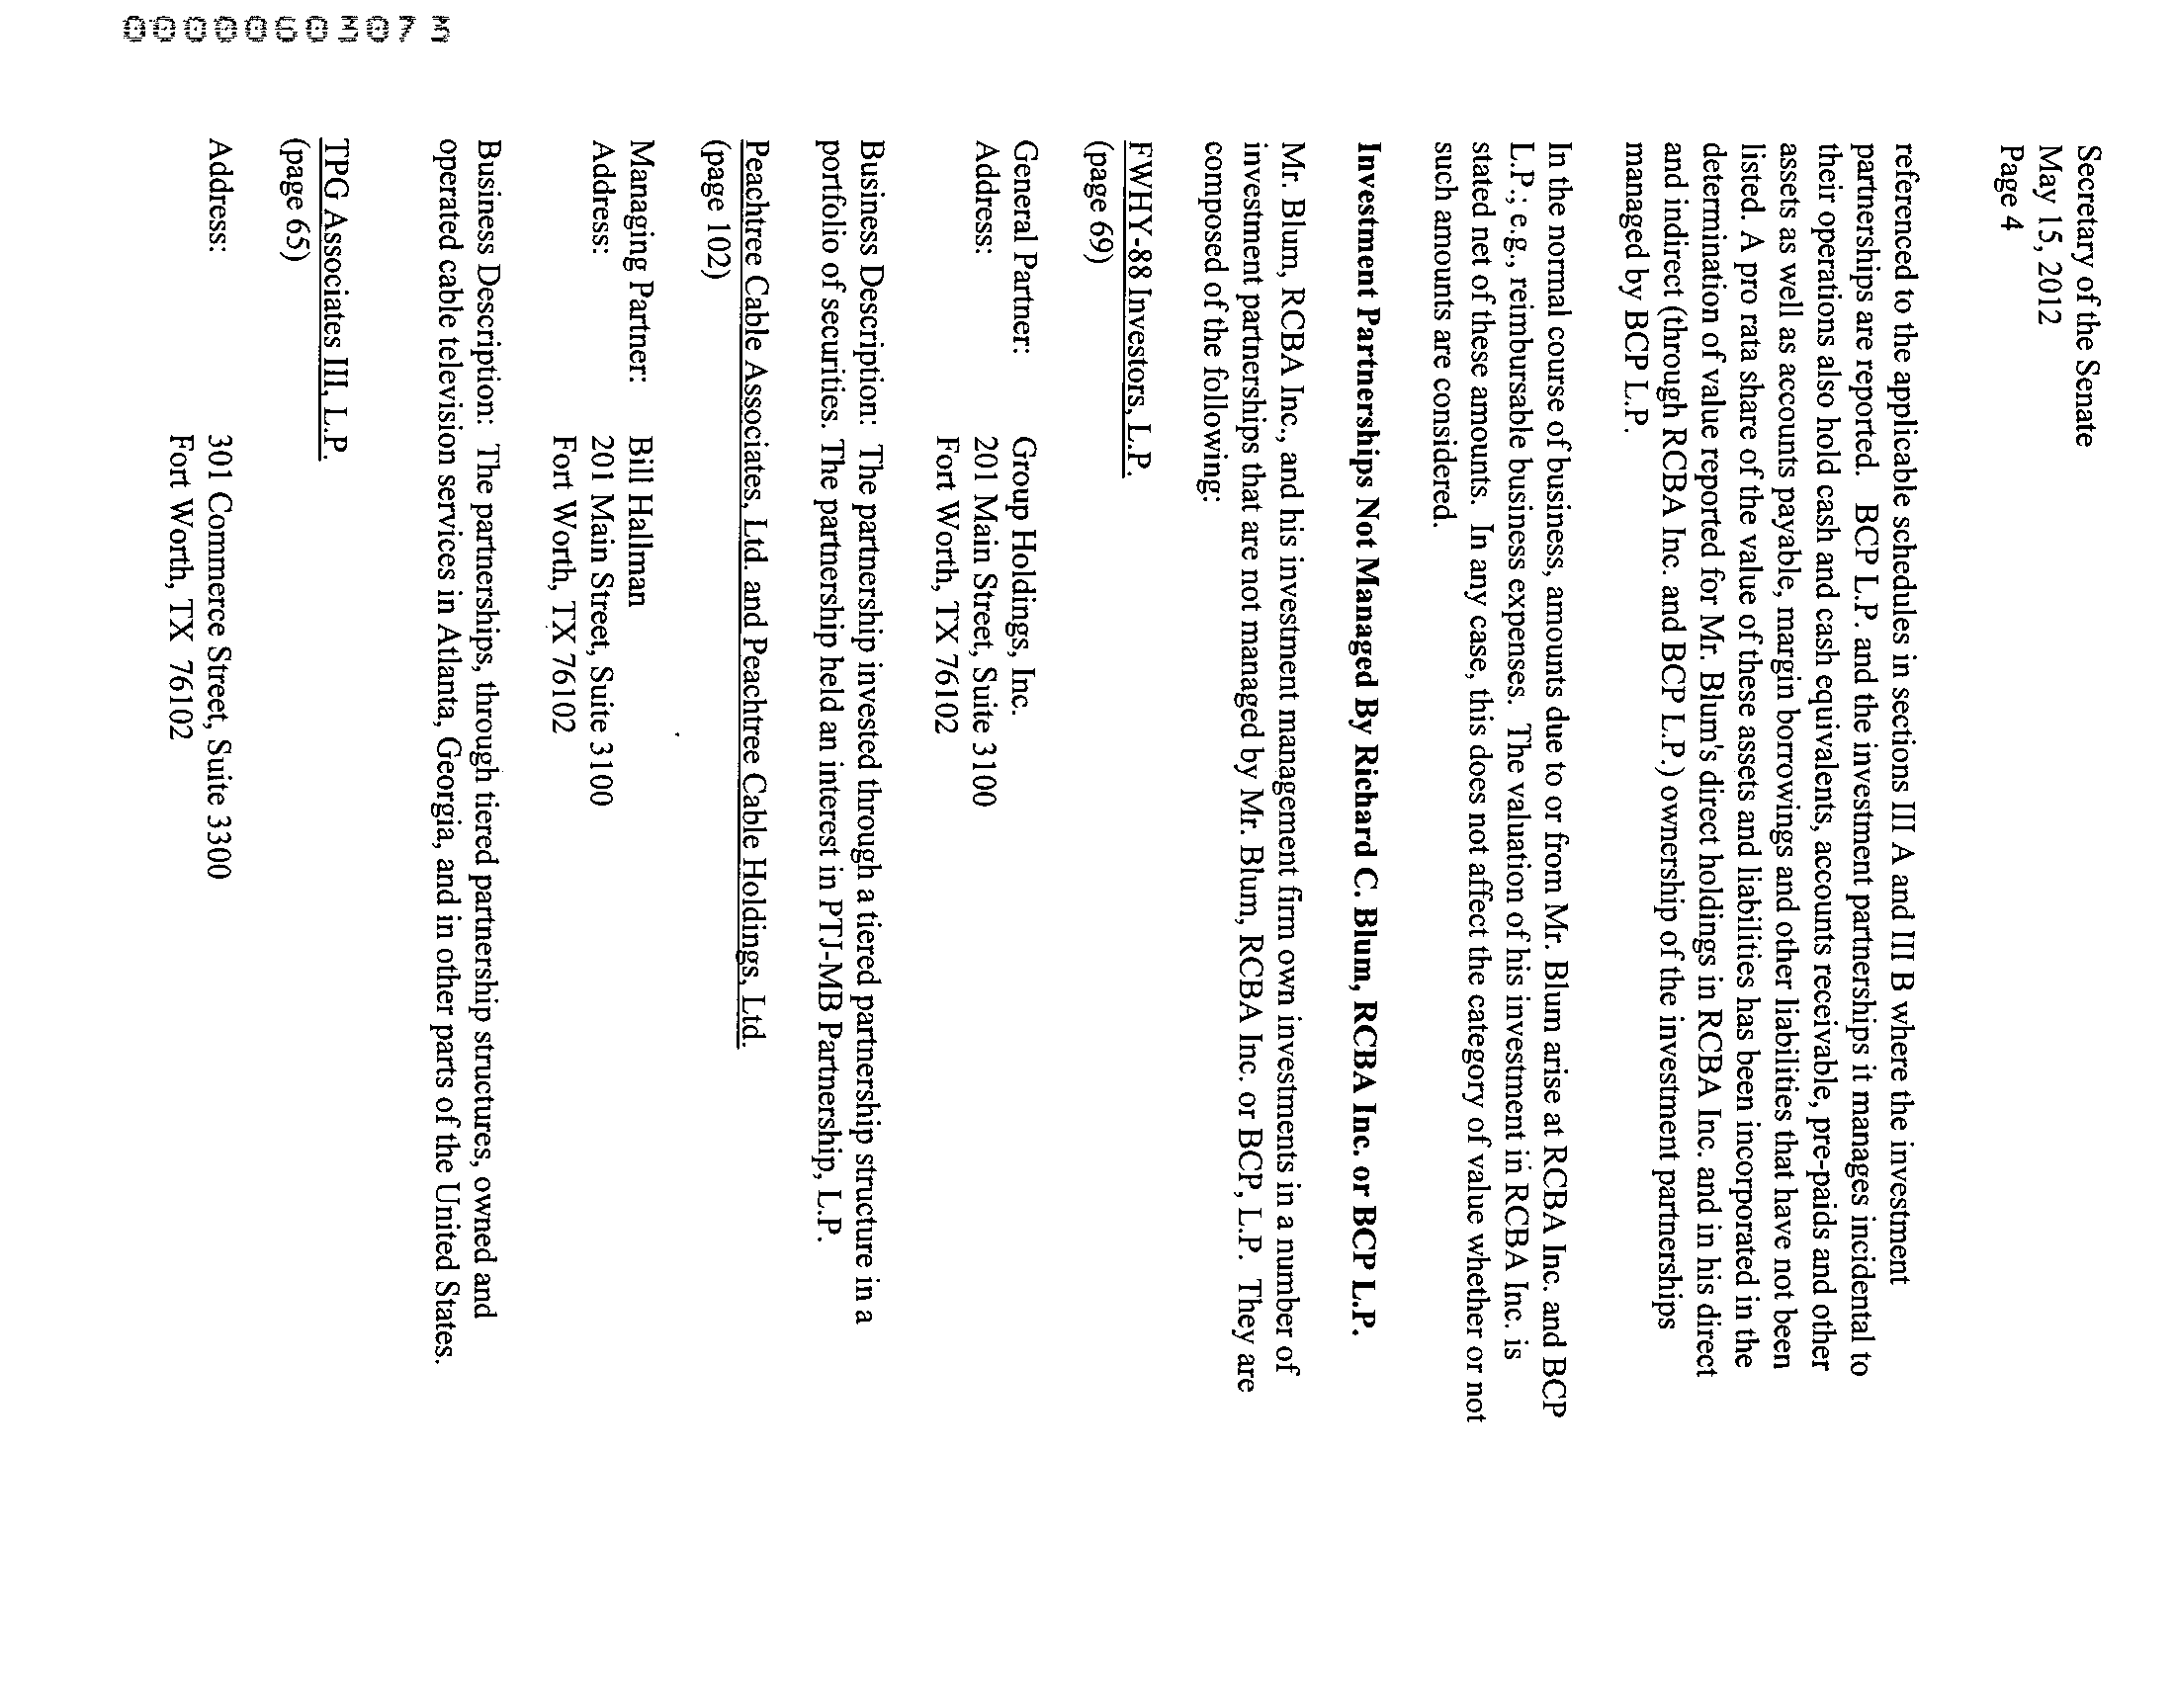 Secretary of the Senate
May 15, 2012
Page 4
referenced to the applicable schedules in sections III A and III B where the investment
partnerships are reported. BCP L.P. and the investment partnerships it manages incidental to
their operations also hold cash and cash equivalents, accounts receivable, pre-paids and other
assets as well as accounts payable, margin borrowings and other liabilities that have not been
listed. A pro rata share of the value of these assets and liabilities has been incorporated in the
determination of value reported for Mr. Blum's direct holdings in RCBA Inc. and in his direct
and indirect (through RCBA Inc. and BCP L.P.) ownership of the investment partnerships
managed by BCP L.P.
In the normal course of business, amounts due to or from Mr. Blum arise at RCBA Inc. and BCP
L.P.; e.g., reimbursable business expenses. The valuation of his investment in RCBA Inc. is
stated net of these amounts. In any case, this does not affect the category of value whether or not
such amounts are considered.
Investment Partnerships Not Managed By Richard C. Blum, RCBA Inc. or BCP L.P.
Mr. Blum, RCBA Inc., and his investment management firm own investments in a number of
investment partnerships that are not managed by Mr. Blum, RCBA Inc. or BCP, L.P. They are
composed of the following:
FWHY-88 Investors, L.P.
(page 69)
General Partner: Group Holdings, Inc.
Address: 201 Main Street, Suite 3100
Fort Worth, TX 76102
Business Description: The partnership invested through a tiered partnership structure in a
portfolio of securities. The partnership held an interest in PTJ-MB Partnership, L.P.
Peachtree Cable Associates, Ltd. and Peachtree Cable Holdings, Ltd.
(page 102)
Managing Partner: Bill Hallman
Address: 201 Main Street, Suite 3100
Fort Worth, TX 76102
Business Description: The partnerships, through tiered partnership structures, owned and
operated cable television services in Atlanta, Georgia, and in other parts of the United States.
TPG Associates III, L.P.
(page 65)
Address: 301 Commerce Street, Suite 3300
Fort Worth, TX 76102
00000603073